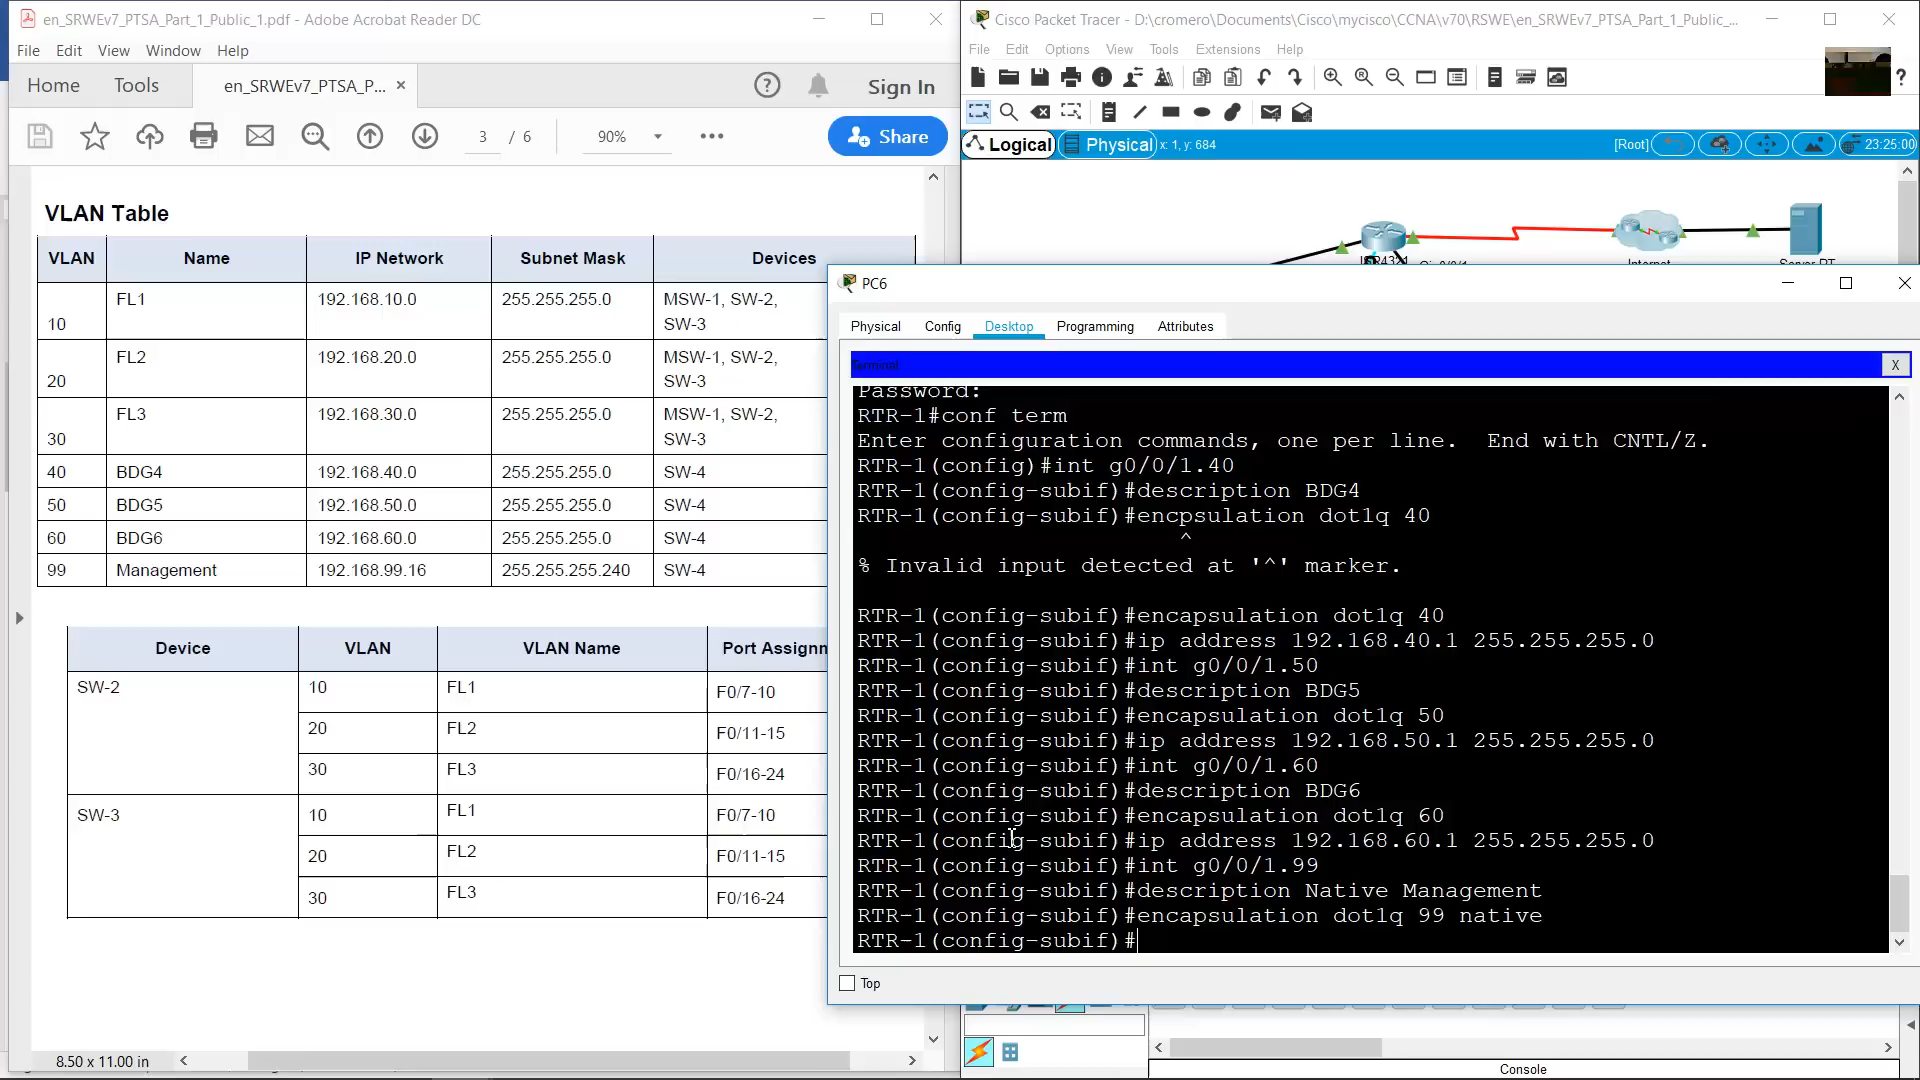 en_SRWEv7_PTSA_Part_1_Public_1.pdf - Adobe Acrobat Reader DC
File Edit View Window Help
Home Tools en_SRWEv7_PTSA_P... × Sign In
3 / 6 90% Share
VLAN Table
VLAN Name IP Network Subnet Mask Devices
10 FL1 192.168.10.0 255.255.255.0 MSW-1, SW-2, SW-3
20 FL2 192.168.20.0 255.255.255.0 MSW-1, SW-2, SW-3
30 FL3 192.168.30.0 255.255.255.0 MSW-1, SW-2, SW-3
40 BDG4 192.168.40.0 255.255.255.0 SW-4
50 BDG5 192.168.50.0 255.255.255.0 SW-4
60 BDG6 192.168.60.0 255.255.255.0 SW-4
99 Management 192.168.99.16 255.255.255.240 SW-4
Device VLAN VLAN Name Port Assignm
SW-2 10 FL1 F0/7-10
20 FL2 F0/11-15
30 FL3 F0/16-24
SW-3 10 FL1 F0/7-10
20 FL2 F0/11-15
30 FL3 F0/16-24
8.50 x 11.00 in
Cisco Packet Tracer - D:\cromero\Documents\Cisco\mycisco\CCNA\v70\RSWE\en_SRWEv7_PTSA_Part_1_Public_...
File Edit Options View Tools Extensions Help
Logical Physical x: 1, y: 684 [Root] 23:25:00
PC6
Physical Config Desktop Programming Attributes
Terminal X
Password:
RTR-1#conf term
Enter configuration commands, one per line. End with CNTL/Z.
RTR-1(config)#int g0/0/1.40
RTR-1(config-subif)#description BDG4
RTR-1(config-subif)#encpsulation dot1q 40
^
% Invalid input detected at '^' marker.
RTR-1(config-subif)#encapsulation dot1q 40
RTR-1(config-subif)#ip address 192.168.40.1 255.255.255.0
RTR-1(config-subif)#int g0/0/1.50
RTR-1(config-subif)#description BDG5
RTR-1(config-subif)#encapsulation dot1q 50
RTR-1(config-subif)#ip address 192.168.50.1 255.255.255.0
RTR-1(config-subif)#int g0/0/1.60
RTR-1(config-subif)#description BDG6
RTR-1(config-subif)#encapsulation dot1q 60
RTR-1(config-subif)#ip address 192.168.60.1 255.255.255.0
RTR-1(config-subif)#int g0/0/1.99
RTR-1(config-subif)#description Native Management
RTR-1(config-subif)#encapsulation dot1q 99 native
RTR-1(config-subif)#
Top
Console